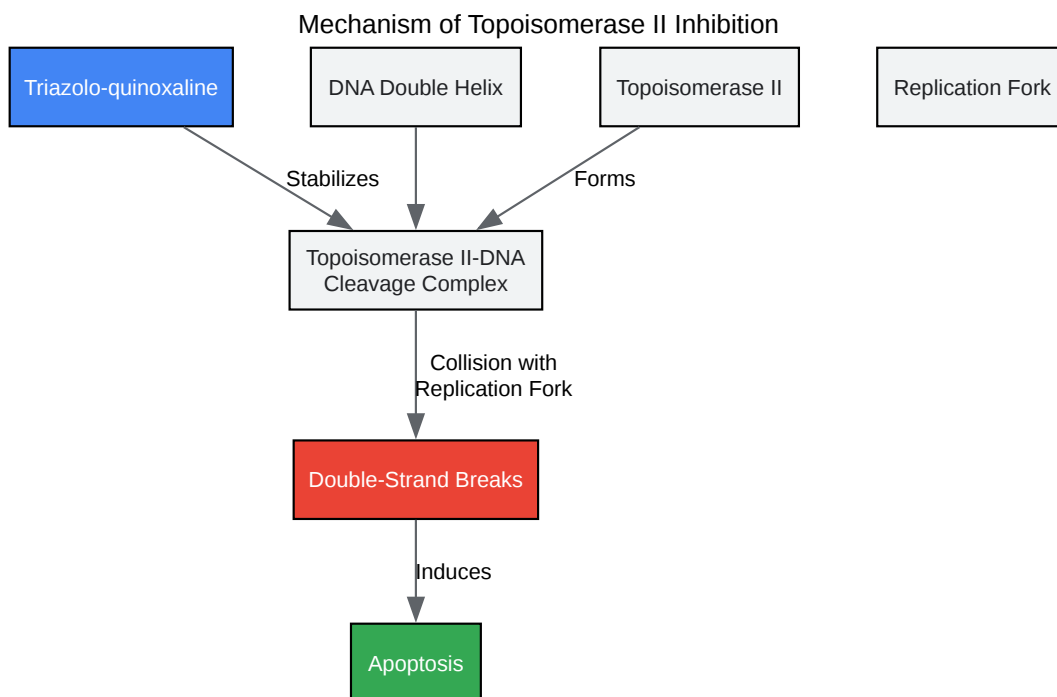 Mechanism of Topoisomerase II Inhibition
Triazolo-quinoxaline
DNA Double Helix
Topoisomerase II
Replication Fork
Stabilizes
Forms
Topoisomerase II-DNA
Cleavage Complex
Collision with
Replication Fork
Double-Strand Breaks
Induces
Apoptosis